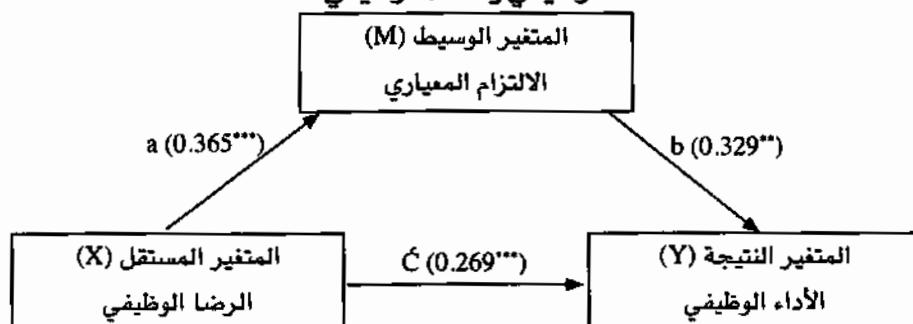 المتغير الوسيط (M)
الالتزام المعياري
a (0.365***)
b (0.329**)
المتغير المستقل (X)
الرضا الوظيفي
Ć (0.269***)
المتغير النتيجة (Y)
الأداء الوظيفي